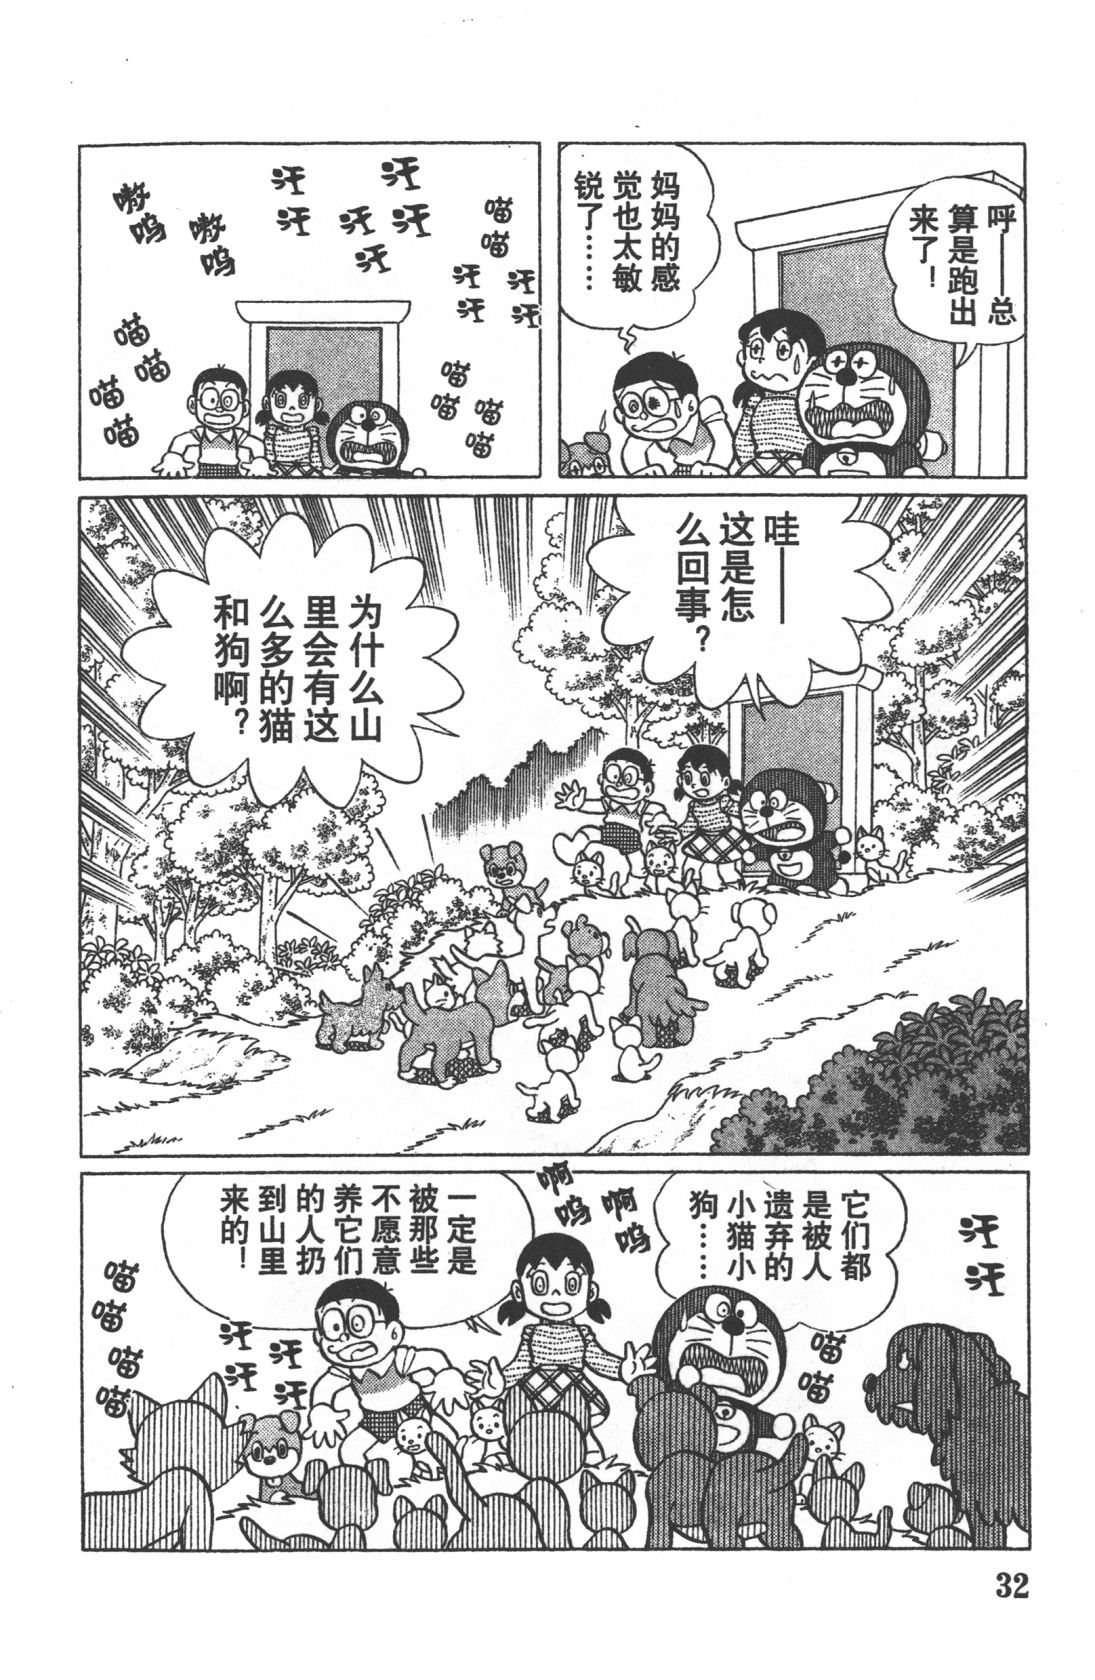 呼——总
算是跑出
来了！
妈妈的感
觉也太敏
锐了……
汪汪
汪汪
汪汪
喵喵
汪汪
汪汪
嗷呜
嗷呜
喵喵
喵喵
喵喵
喵喵
哇——
这是怎
么回事？
为什么山
里会有这
么多的猫
和狗啊？
汪汪
它们都
是被人
遗弃的
小猫小
狗……
喵喵
啊呜
啊呜
一定是
被那些
不愿意
养它们
的人扔
到山里
来的！
汪汪
汪汪
喵喵
喵喵
32